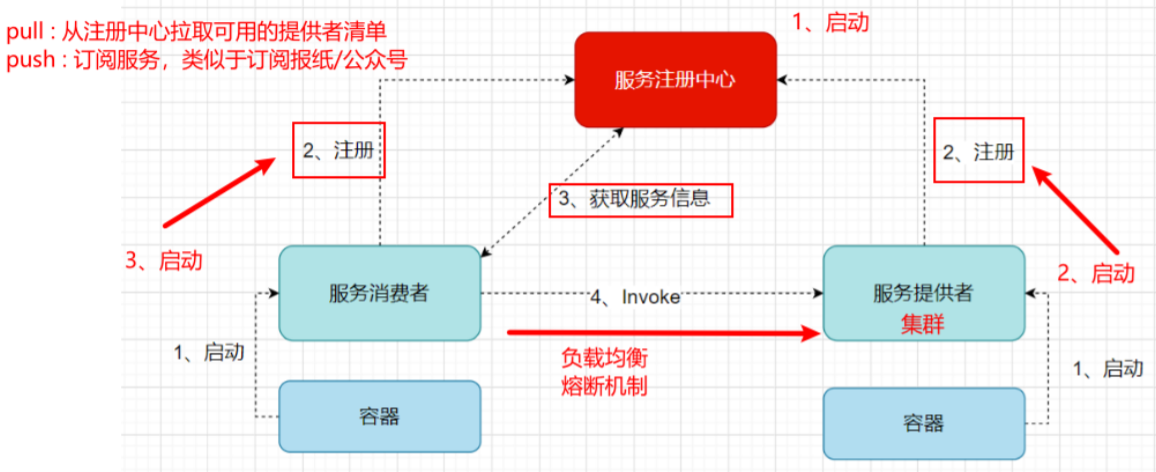 pull : 从注册中心拉取可用的提供者清单
push : 订阅服务，类似于订阅报纸/公众号
1、启动
服务注册中心
2、注册
2、注册
3、获取服务信息
3、启动
2、启动
服务消费者
4、Invoke
服务提供者
集群
负载均衡
熔断机制
1、启动
1、启动
容器
容器